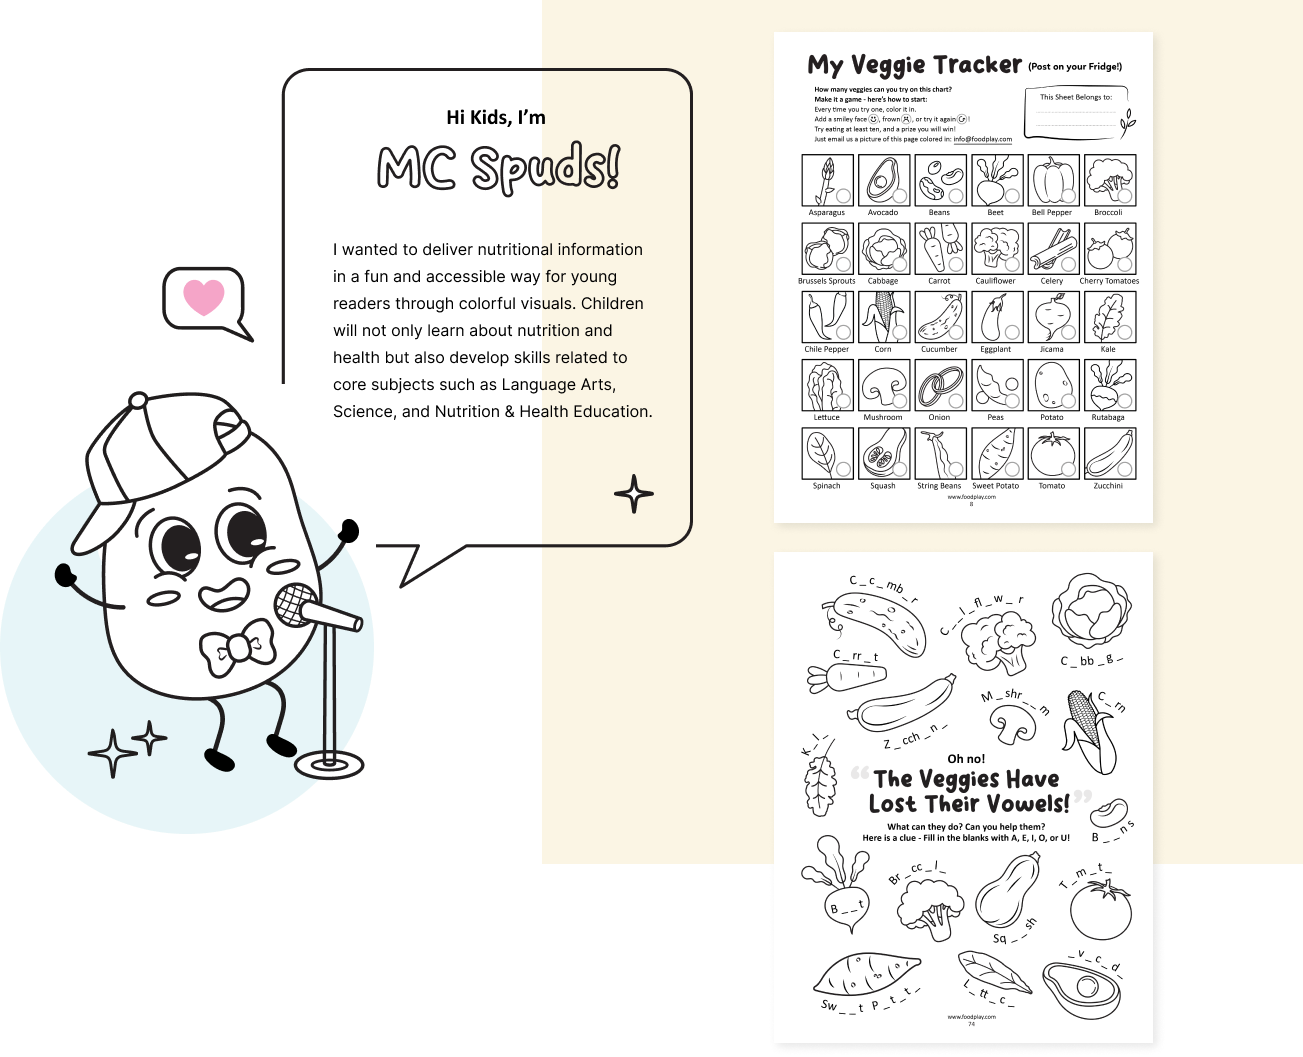 Hi Kids, I'm
MC Spuds!
I wanted to deliver nutritional information
in a fun and accessible way for young
readers through colorful visuals. Children
will not only learn about nutrition and
health but also develop skills related to
core subjects such as Language Arts,
Science, and Nutrition & Health Education.
My Veggie Tracker (Post on your Fridge!)
How many veggies can you try on this chart?
Make it a game - here's how to start:
Every time you try one, color it in.
Add a smiley face , frown , or try it again !
Try eating at least ten, and a prize you will win!
Just email us a picture of this page colored in: info@foodplay.com
This Sheet Belongs to:
Asparagus Avocado Beans Beet Bell Pepper Broccoli
Brussels Sprouts Cabbage Carrot Cauliflower Celery Cherry Tomatoes
Chile Pepper Corn Cucumber Eggplant Jicama Kale
Lettuce Mushroom Onion Peas Potato Rutabaga
Spinach Squash String Beans Sweet Potato Tomato Zucchini
www.foodplay.com
8
C _ c _ mb _ r
C _ _ l _ fl _ w _ r
C _ bb _ g _
C _ rr _ t
M _ shr _ _ m
C _ rn
Z _ cch _ n _
K _ l _
Oh no!
“The Veggies Have
Lost Their Vowels!”
What can they do? Can you help them?
Here is a clue - Fill in the blanks with A, E, I, O, or U!
B _ _ ns
B _ _ t
Br _ cc _ l _
Sq _ _ sh
T _ m _ t _
Sw _ _ t P _ t _ t _
L _ tt _ c _
_ v _ c _ d _
www.foodplay.com
74